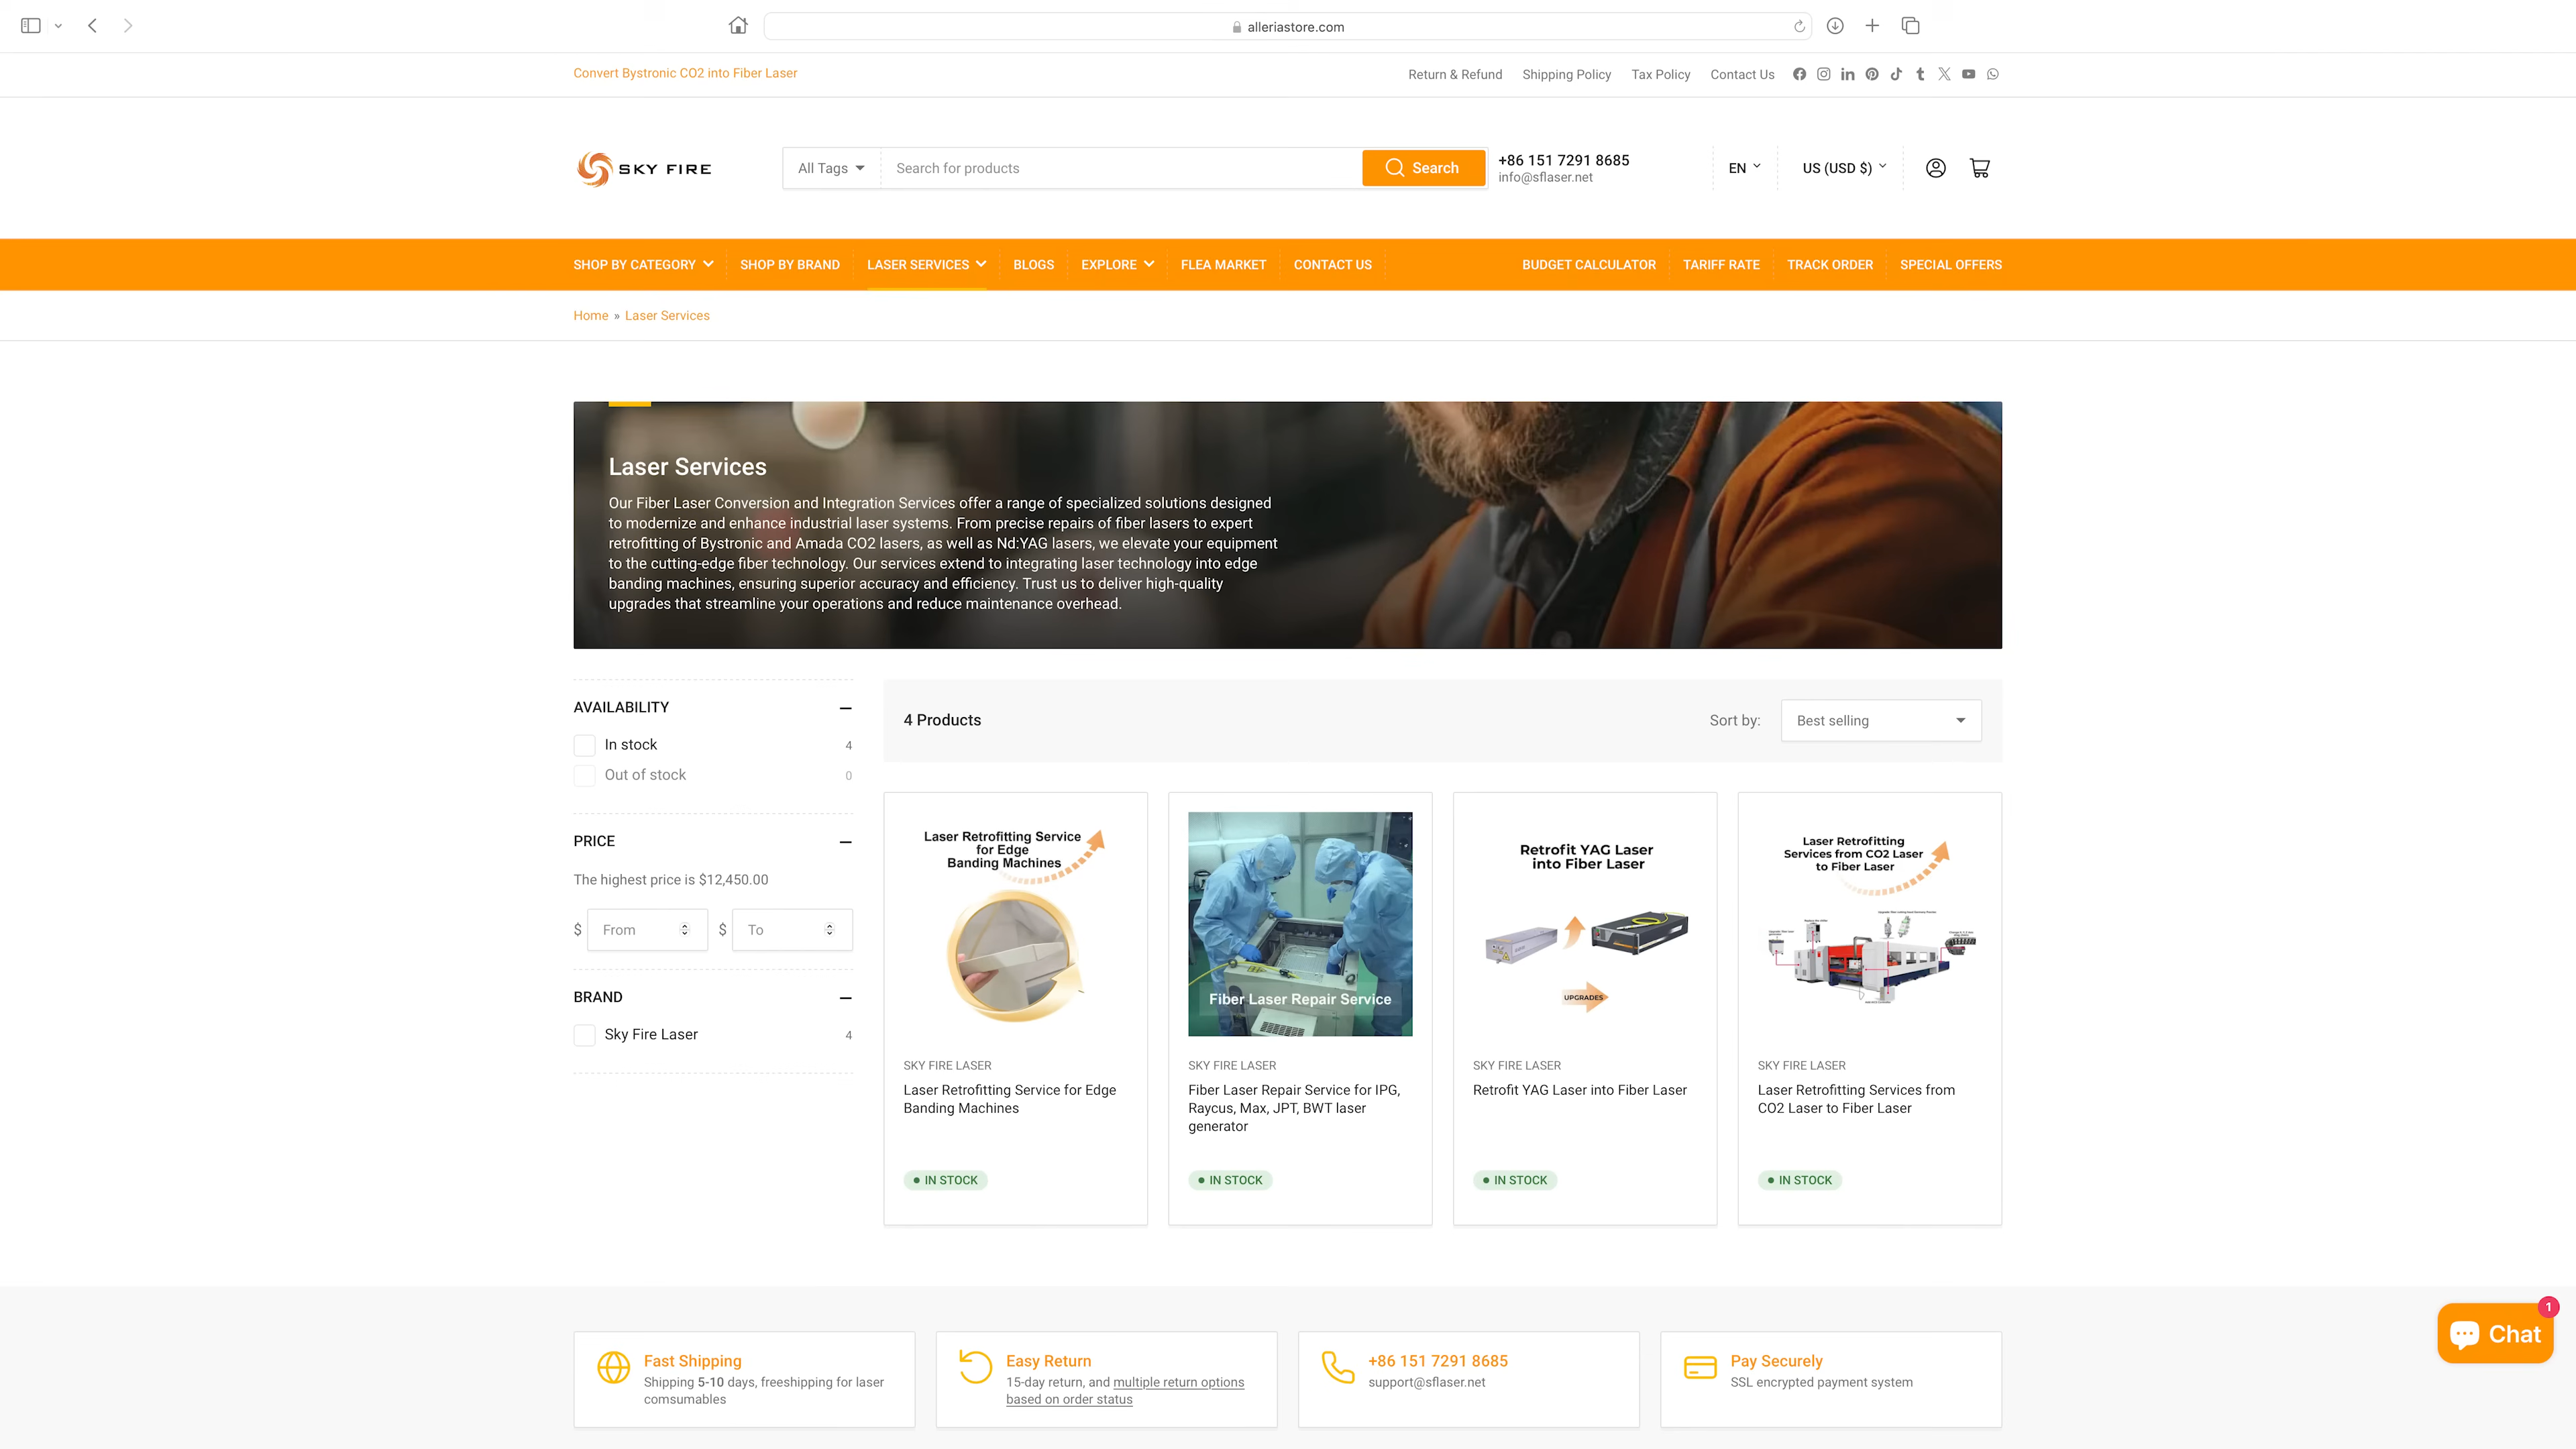 alleriastore.com
Convert Bystronic CO2 into Fiber Laser
Return & Refund
Shipping Policy
Tax Policy
Contact Us
SKY FIRE
All Tags
Search for products
Search
+86 151 7291 8685
info@sflaser.net
EN
US (USD $)
SHOP BY CATEGORY
SHOP BY BRAND
LASER SERVICES
BLOGS
EXPLORE
FLEA MARKET
CONTACT US
BUDGET CALCULATOR
TARIFF RATE
TRACK ORDER
SPECIAL OFFERS
Home » Laser Services
Laser Services
Our Fiber Laser Conversion and Integration Services offer a range of specialized solutions designed
to modernize and enhance industrial laser systems. From precise repairs of fiber lasers to expert
retrofitting of Bystronic and Amada CO2 lasers, as well as Nd:YAG lasers, we elevate your equipment
to the cutting-edge fiber technology. Our services extend to integrating laser technology into edge
banding machines, ensuring superior accuracy and efficiency. Trust us to deliver high-quality
upgrades that streamline your operations and reduce maintenance overhead.
AVAILABILITY
In stock 4
Out of stock 0
PRICE
The highest price is $12,450.00
$ From $ To
BRAND
Sky Fire Laser 4
4 Products
Sort by: Best selling
Laser Retrofitting Service
for Edge
Banding Machines
SKY FIRE LASER
Laser Retrofitting Service for Edge
Banding Machines
IN STOCK
Fiber Laser Repair Service
SKY FIRE LASER
Fiber Laser Repair Service for IPG,
Raycus, Max, JPT, BWT laser
generator
IN STOCK
Retrofit YAG Laser
into Fiber Laser
UPGRADES
SKY FIRE LASER
Retrofit YAG Laser into Fiber Laser
IN STOCK
Laser Retrofitting
Services from CO2 Laser
to Fiber Laser
SKY FIRE LASER
Laser Retrofitting Services from
CO2 Laser to Fiber Laser
IN STOCK
Fast Shipping
Shipping 5-10 days, freeshipping for laser
comsumables
Easy Return
15-day return, and multiple return options
based on order status
+86 151 7291 8685
support@sflaser.net
Pay Securely
SSL encrypted payment system
1
Chat